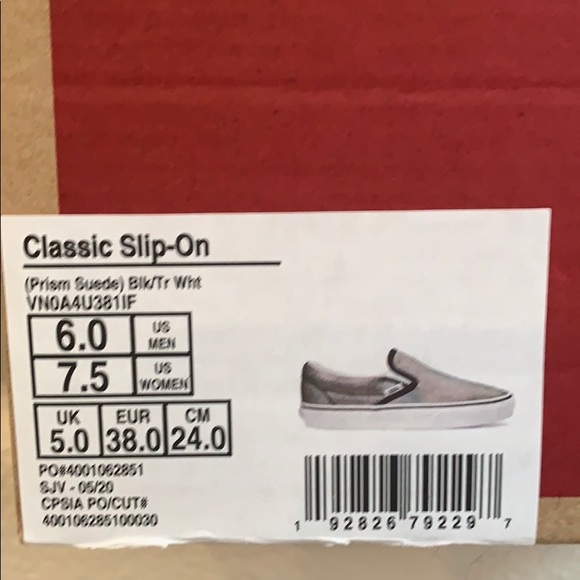 Classic Slip-On
(Prism Suede) Blk/Tr Wht
VN0A4U381IF
6.0 US MEN
7.5 US WOMEN
UK EUR CM
5.0 38.0 24.0
PO#4001062851
SJV - 05/20
CPSIA PO/CUT#
400106285100030
1 92826 79229 7